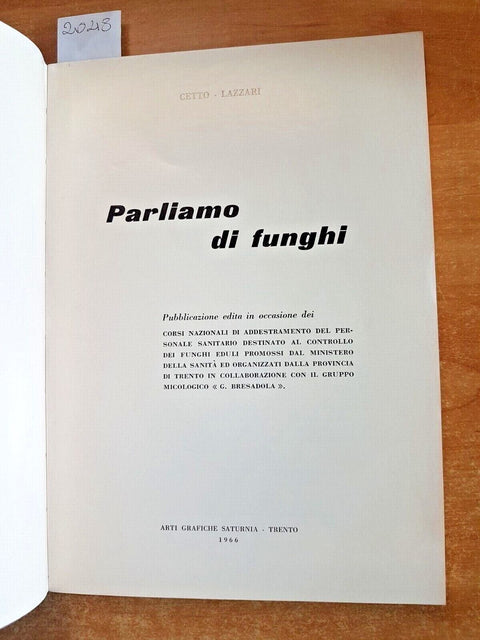 2043
CETTO - LAZZARI
Parliamo
di funghi
Pubblicazione edita in occasione dei
CORSI NAZIONALI DI ADDESTRAMENTO DEL PER-
SONALE SANITARIO DESTINATO AL CONTROLLO
DEI FUNGHI EDULI PROMOSSI DAL MINISTERO
DELLA SANITÀ ED ORGANIZZATI DALLA PROVINCIA
DI TRENTO IN COLLABORAZIONE CON IL GRUPPO
MICOLOGICO « G. BRESADOLA ».
ARTI GRAFICHE SATURNIA - TRENTO
1966